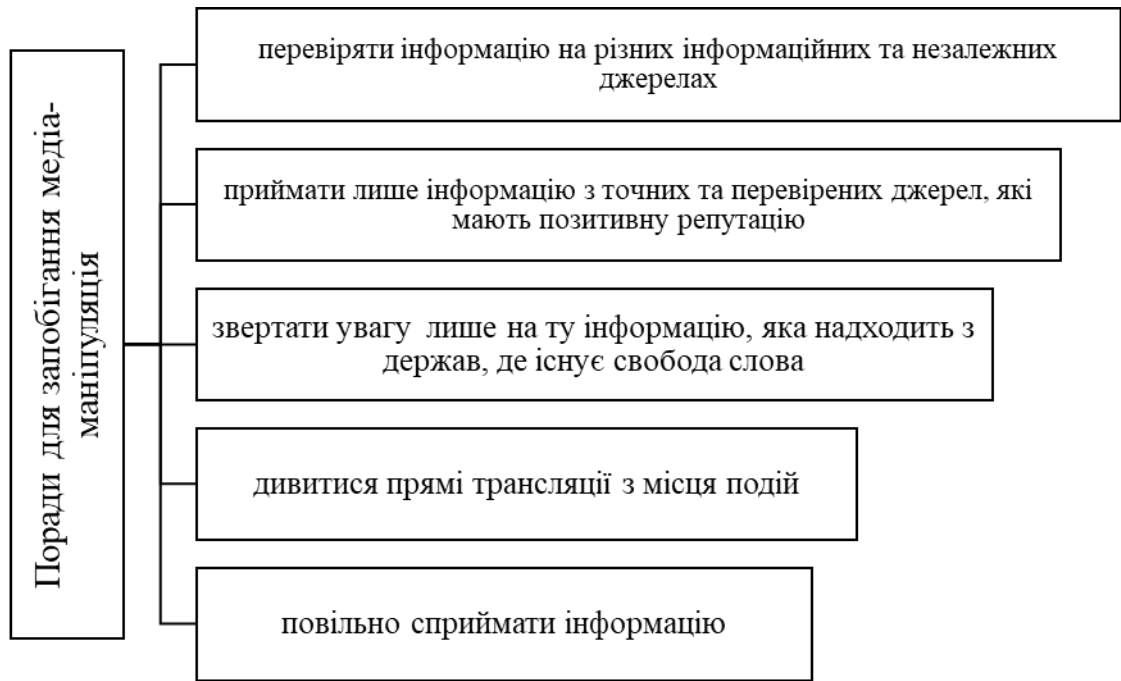 Поради для запобігання медіа-
маніпуляція
перевіряти інформацію на різних інформаційних та незалежних
джерелах
приймати лише інформацію з точних та перевірених джерел, які
мають позитивну репутацію
звертати увагу лише на ту інформацію, яка надходить з
держав, де існує свобода слова
дивитися прямі трансляції з місця подій
повільно сприймати інформацію